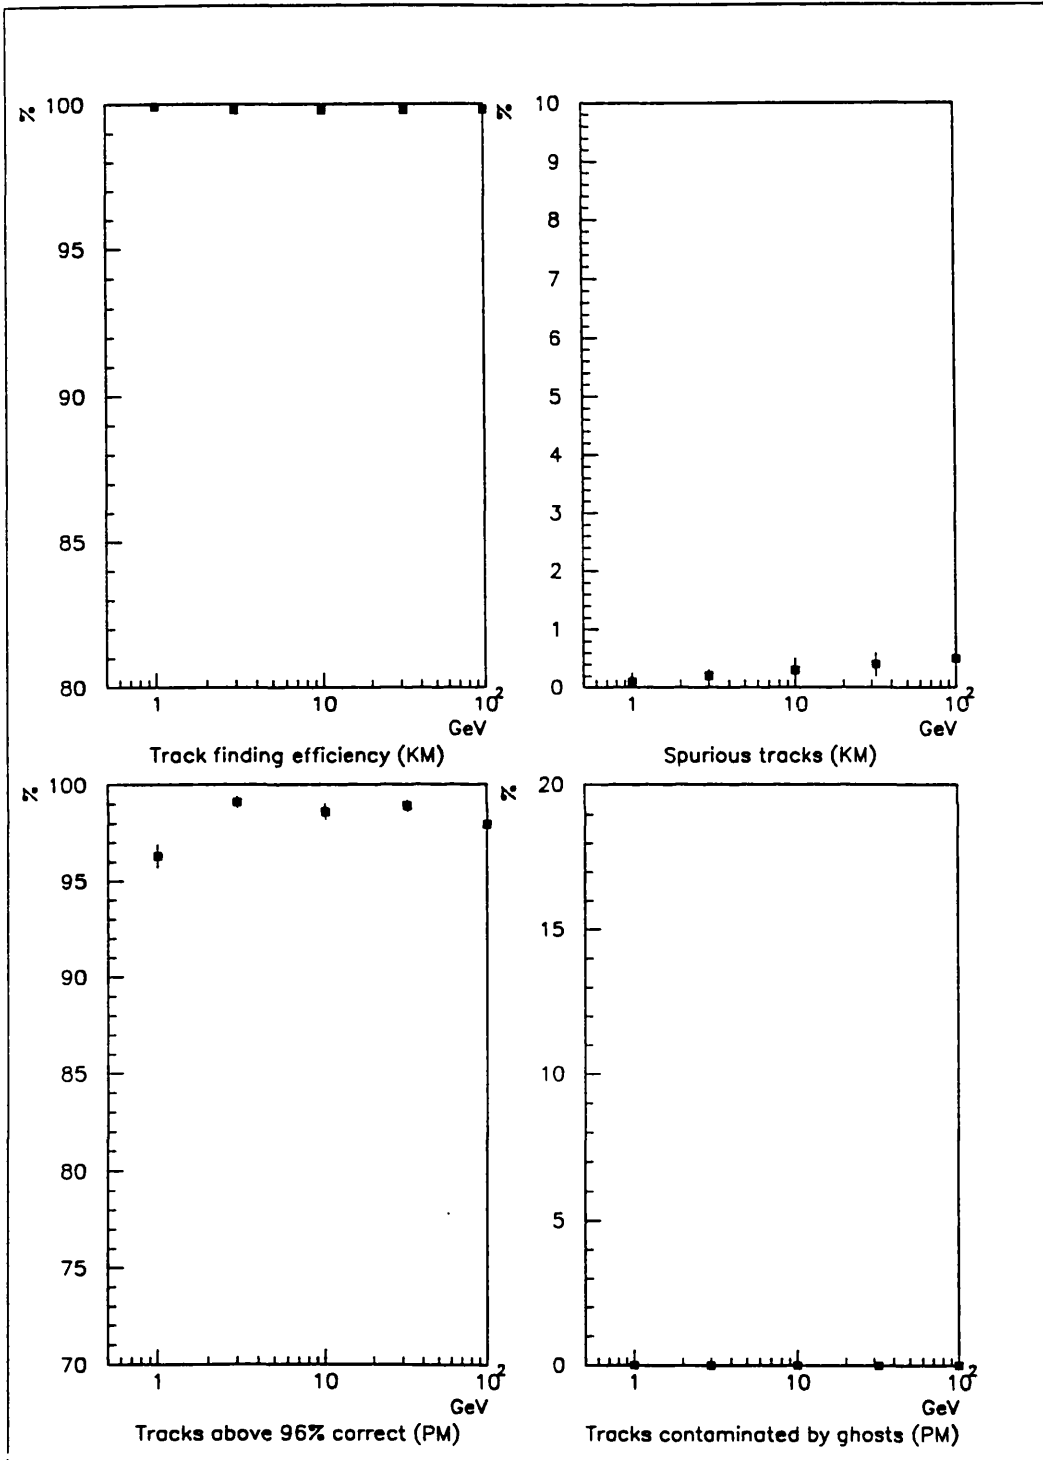 % 100
95
90
85
80
1 10 10²
GeV
Track finding efficiency (KM)
% 10
9
8
7
6
5
4
3
2
1
0
1 10 10²
GeV
Spurious tracks (KM)
% 100
95
90
85
80
75
70
1 10 10²
GeV
Tracks above 96% correct (PM)
% 20
15
10
5
0
1 10 10²
GeV
Tracks contaminated by ghosts (PM)